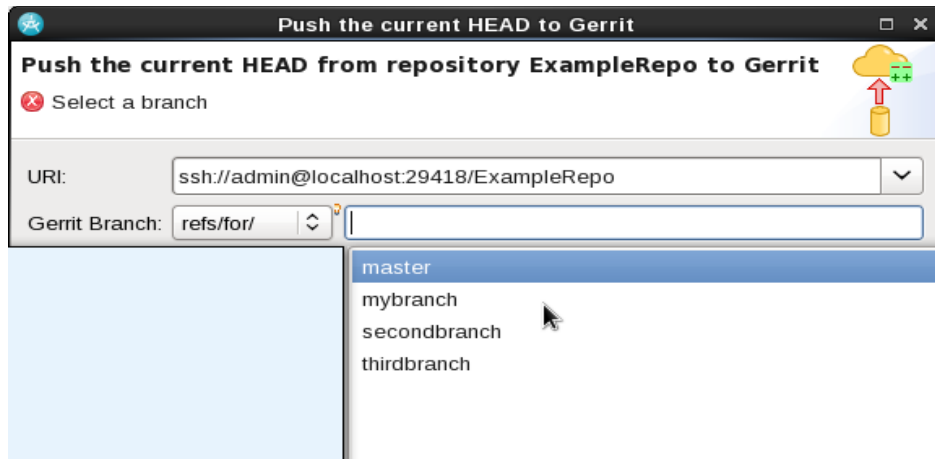 Push the current HEAD to Gerrit
Push the current HEAD from repository ExampleRepo to Gerrit
Select a branch
URI: ssh://admin@localhost:29418/ExampleRepo
Gerrit Branch: refs/for/
master
mybranch
secondbranch
thirdbranch